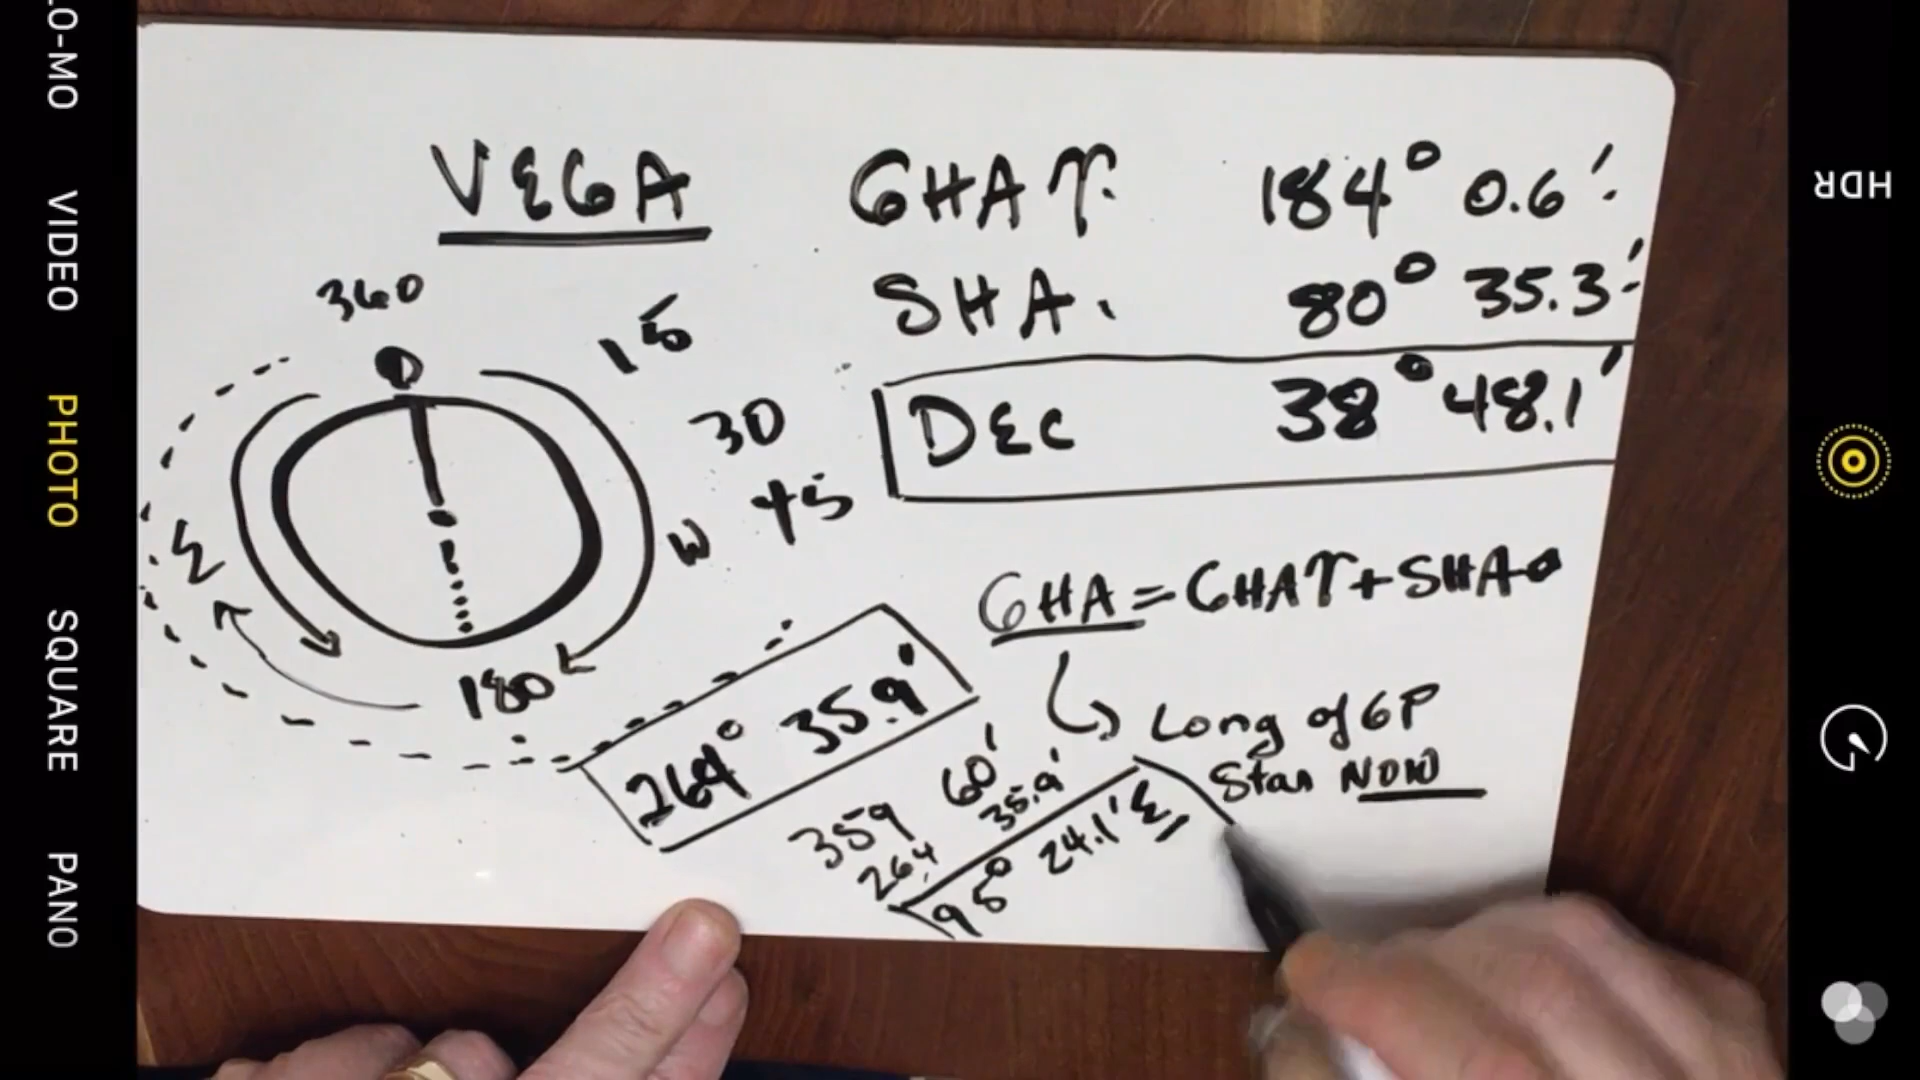 LO-MO
VIDEO
PHOTO
SQUARE
PANO
HDR
VEGA
GHA ♈ 184° 0.6'
SHA. 80° 35.3'
DEC 38° 48.1'
360
0
15
30
45
W
E
180
GHA = GHA♈ + SHA
Long of GP
Star NOW
264° 35.9'
359 60'
264 35.9'
95° 24.1' E